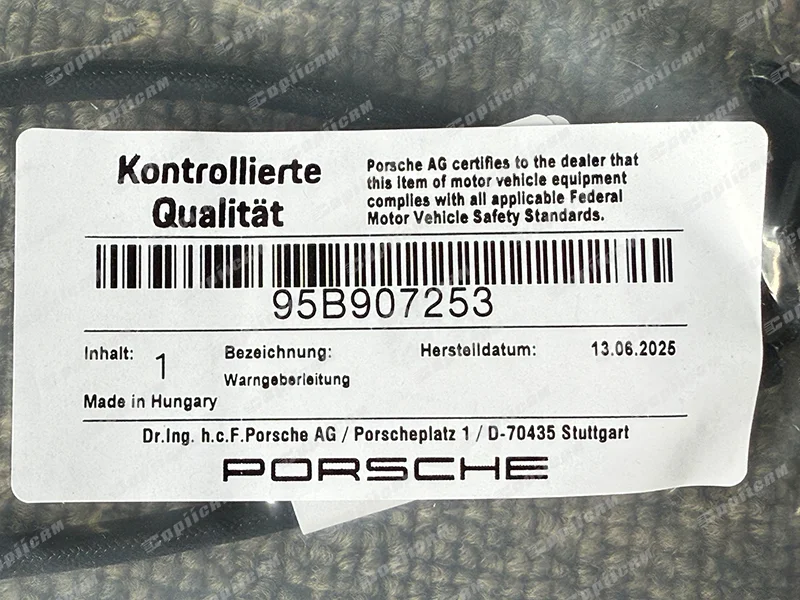 Kontrollierte
Qualität
Porsche AG certifies to the dealer that
this item of motor vehicle equipment
complies with all applicable Federal
Motor Vehicle Safety Standards.
95B907253
Inhalt: 1 Bezeichnung: Herstelldatum: 13.06.2025
Warngeberleitung
Made in Hungary
Dr.Ing. h.c.F.Porsche AG / Porscheplatz 1 / D-70435 Stuttgart
PORSCHE